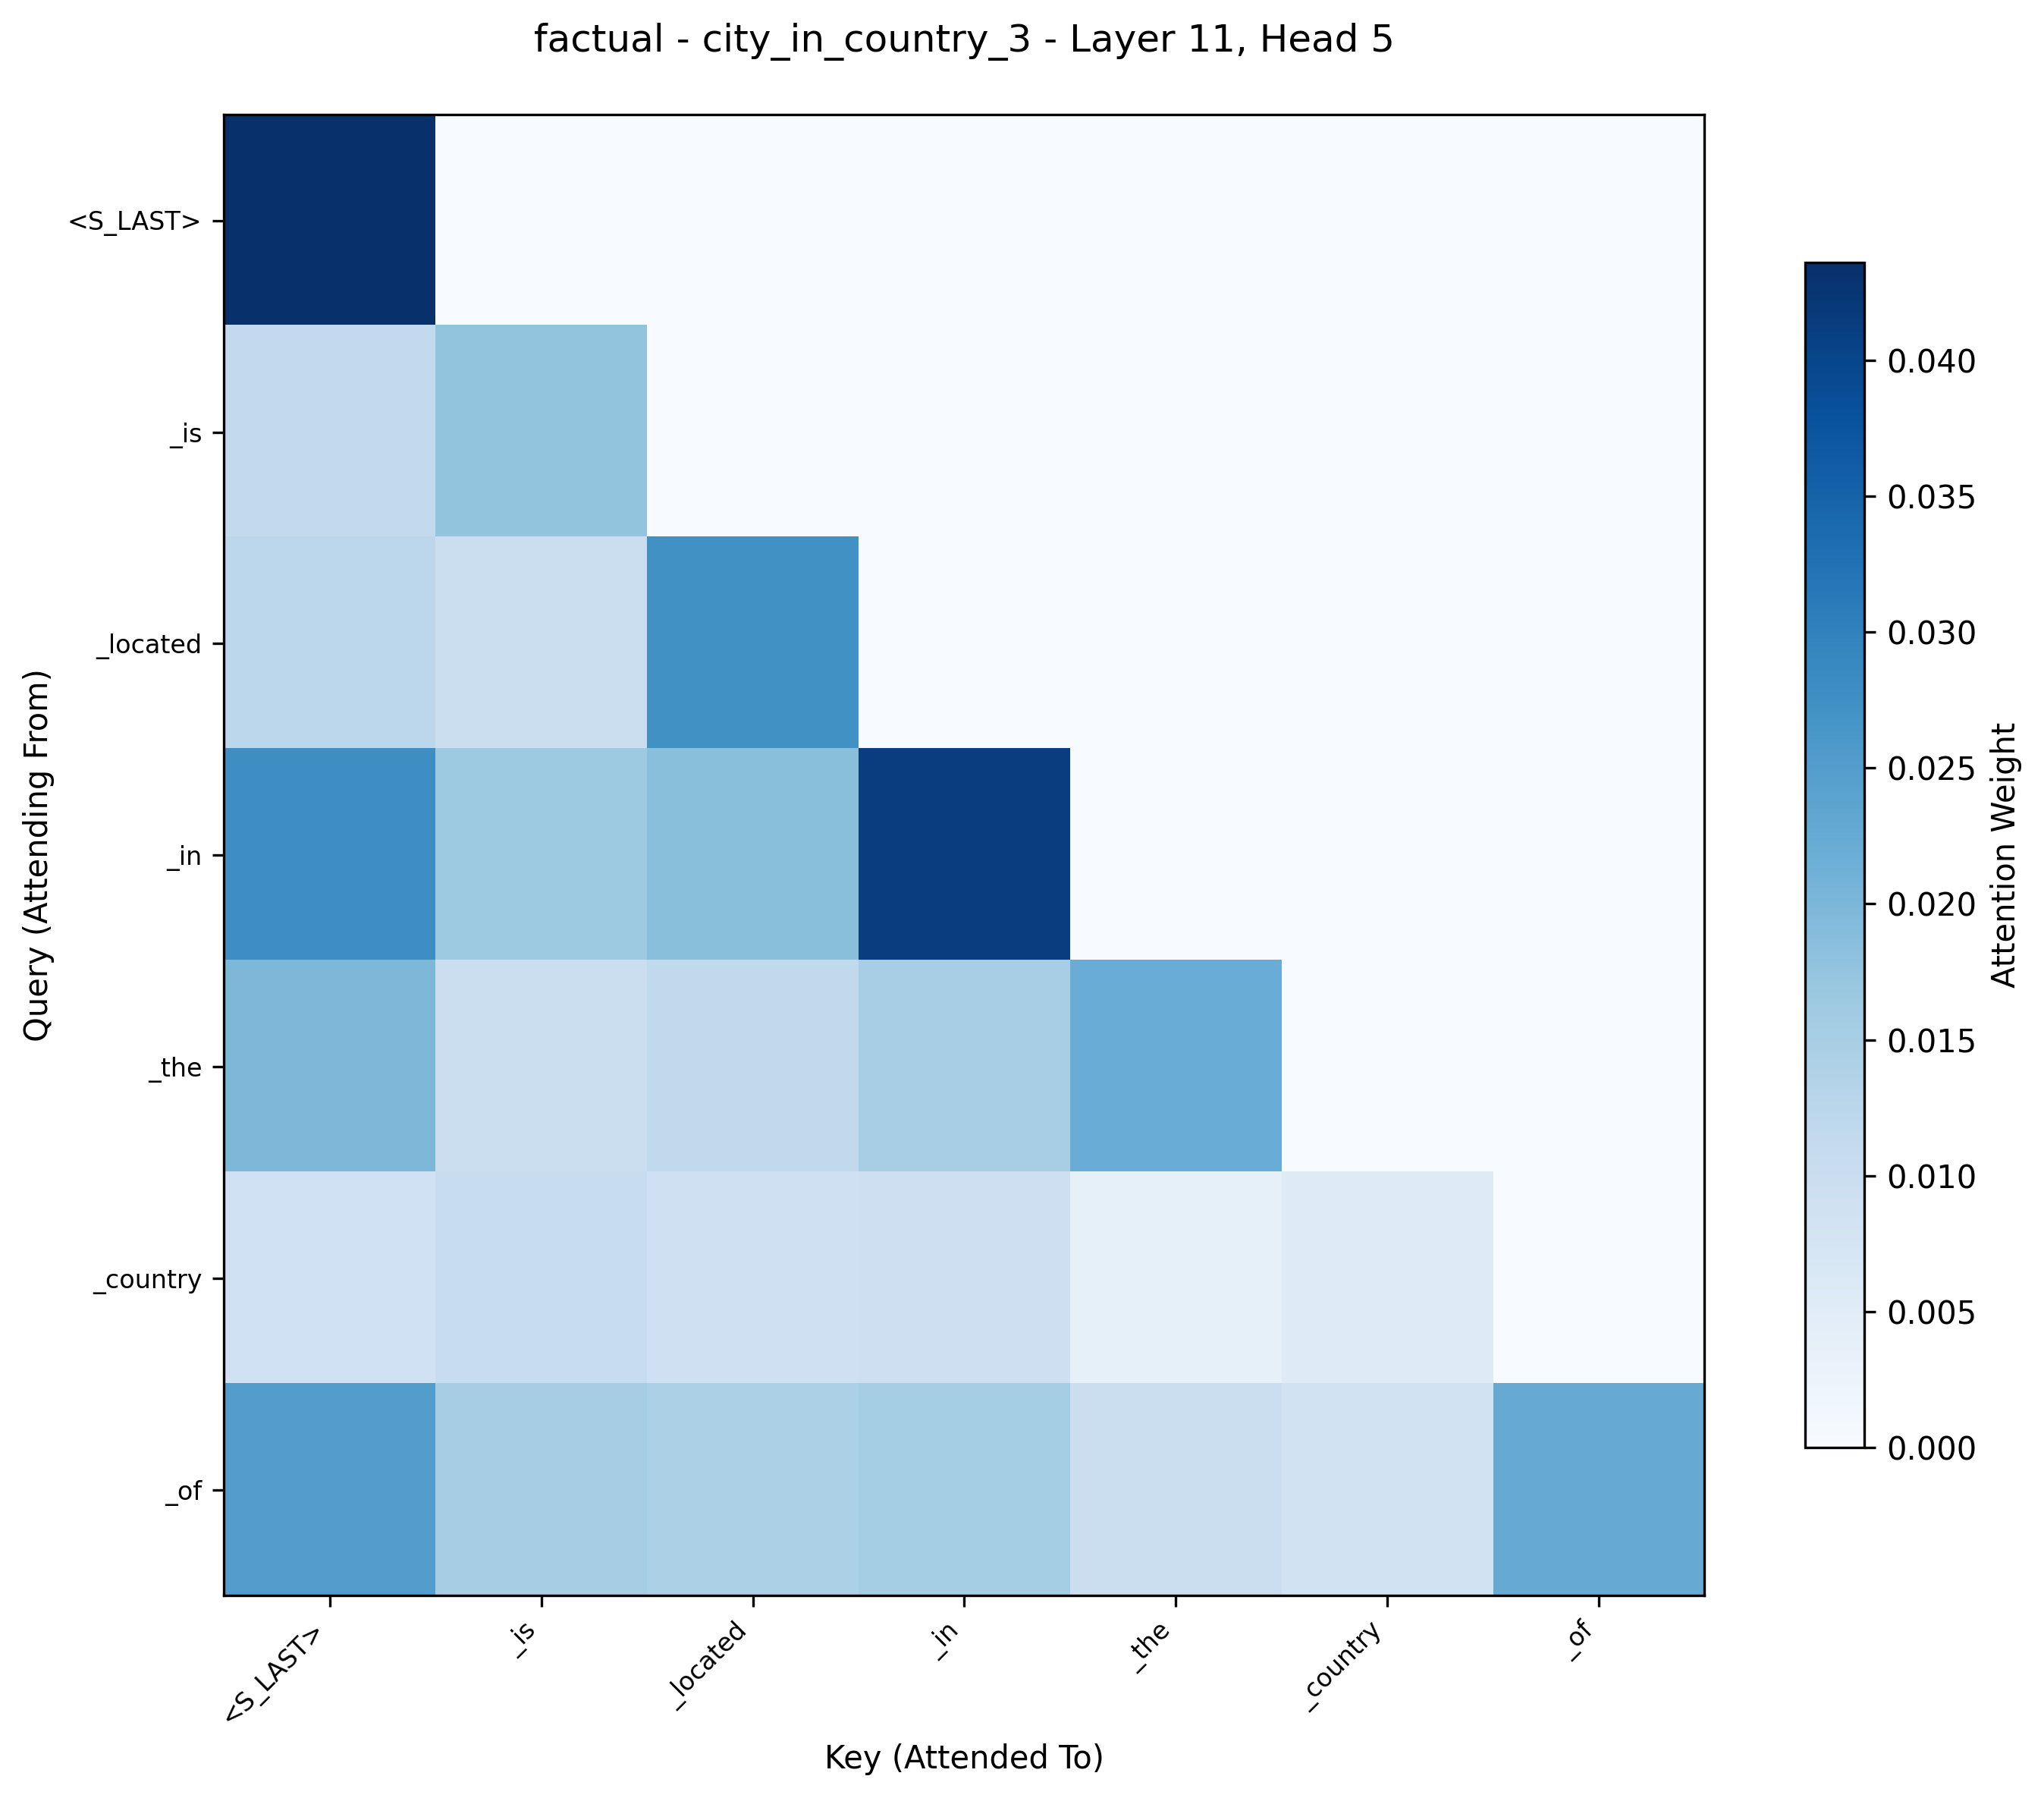 factual - city_in_country_3 - Layer 11, Head 5
Query (Attending From)
<S_LAST>
_is
_located
_in
_the
_country
_of
<S_LAST>
_is
_located
_in
_the
_country
_of
Key (Attended To)
0.040
0.035
0.030
0.025
0.020
0.015
0.010
0.005
0.000
Attention Weight